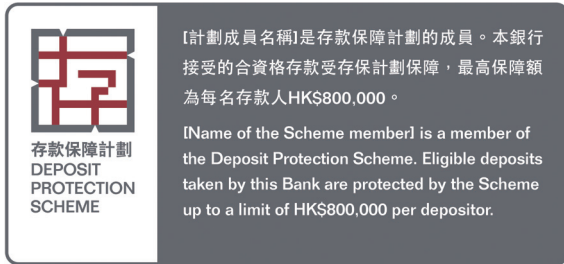 存款保障計劃
DEPOSIT
PROTECTION
SCHEME
[計劃成員名稱]是存款保障計劃的成員。本銀行
接受的合資格存款受存保計劃保障，最高保障額
為每名存款人HK$800,000。
[Name of the Scheme member] is a member of
the Deposit Protection Scheme. Eligible deposits
taken by this Bank are protected by the Scheme
up to a limit of HK$800,000 per depositor.